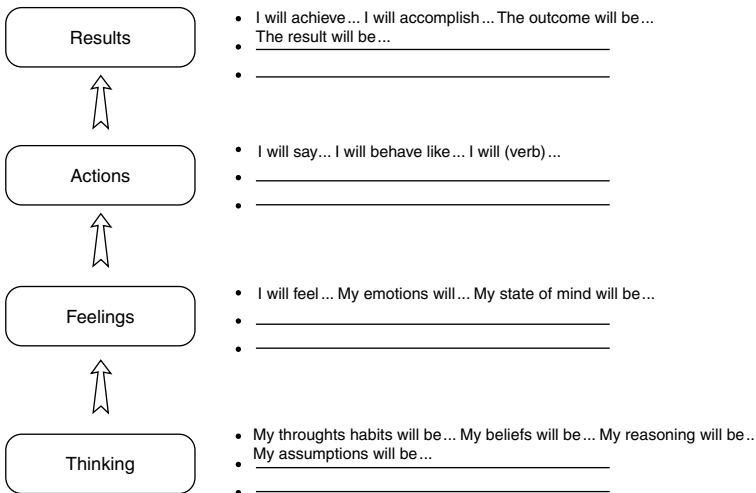 Results
• I will achieve... I will accomplish... The outcome will be...
The result will be...
Actions
• I will say... I will behave like... I will (verb)...
Feelings
• I will feel... My emotions will... My state of mind will be...
Thinking
• My throughts habits will be... My beliefs will be... My reasoning will be..
My assumptions will be...